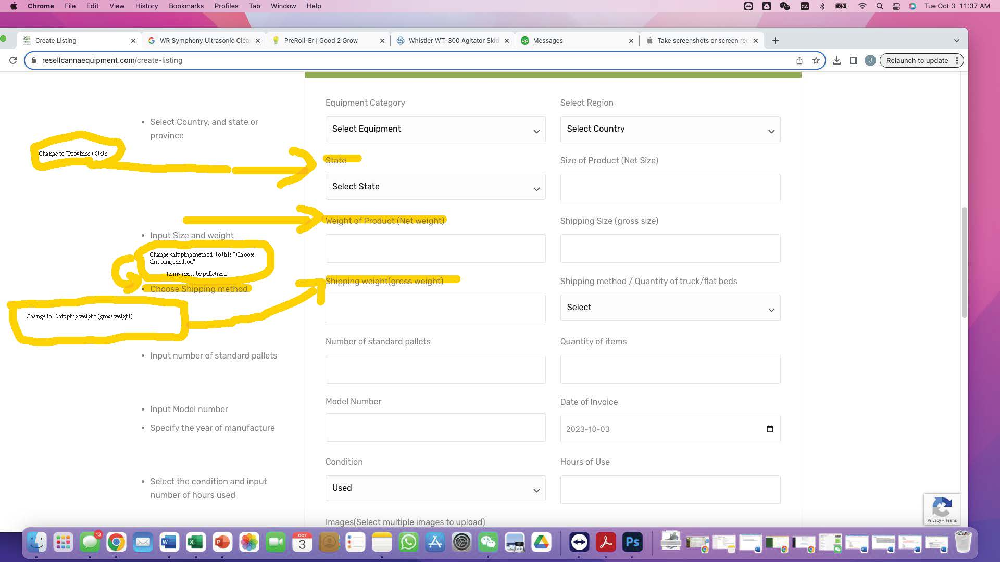 Chrome File Edit View History Bookmarks Profiles Tab Window Help
CA
Tue Oct 3 11:37 AM
Create Listing
WR Symphony Ultrasonic Clea
PreRoll-Er | Good 2 Grow
Whistler WT-300 Agitator Skid
up Messages
Take screenshots or screen rec
resellcannaequipment.com/create-listing
J
Relaunch to update
Equipment Category
Select Region
Select Equipment
Select Country
• Select Country, and state or
province
Change to "Province / State"
State
Size of Product (Net Size)
Select State
Weight of Product (Net weight)
Shipping Size (gross size)
• Input Size and weight
Change shipping method to this " Choose
Shipping method"
"Items must be palletized"
• Choose Shipping method
Shipping weight(gross weight)
Shipping method / Quantity of truck/flat beds
Select
Change to "Shipping weight (gross weight)
Number of standard pallets
Quantity of items
• Input number of standard pallets
Model Number
Date of Invoice
• Input Model number
• Specify the year of manufacture
2023-10-03
Condition
Hours of Use
• Select the condition and input
number of hours used
Used
Images(Select multiple images to upload)
Privacy - Terms
13
OCT
3
W
X
P
Ps